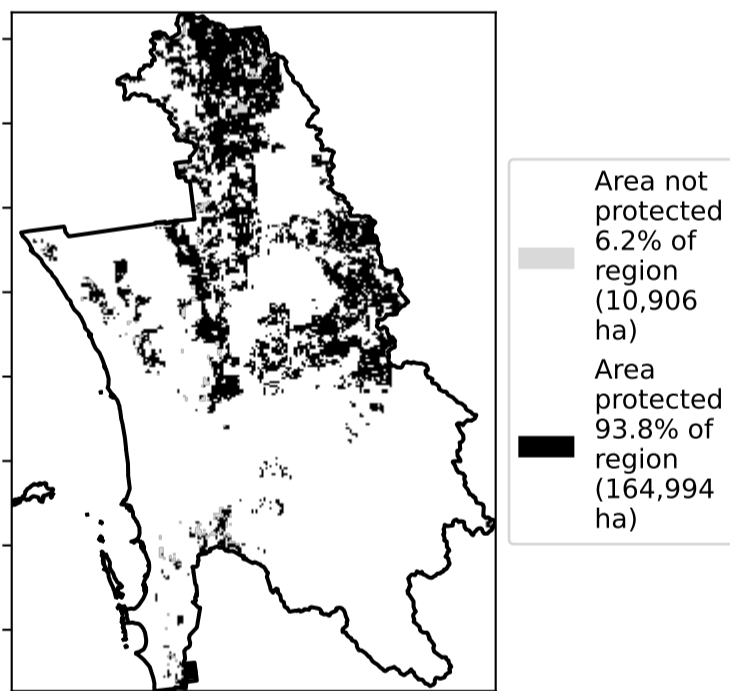 Area not
protected
6.2% of
region
(10,906
ha)
Area
protected
93.8% of
region
(164,994
ha)